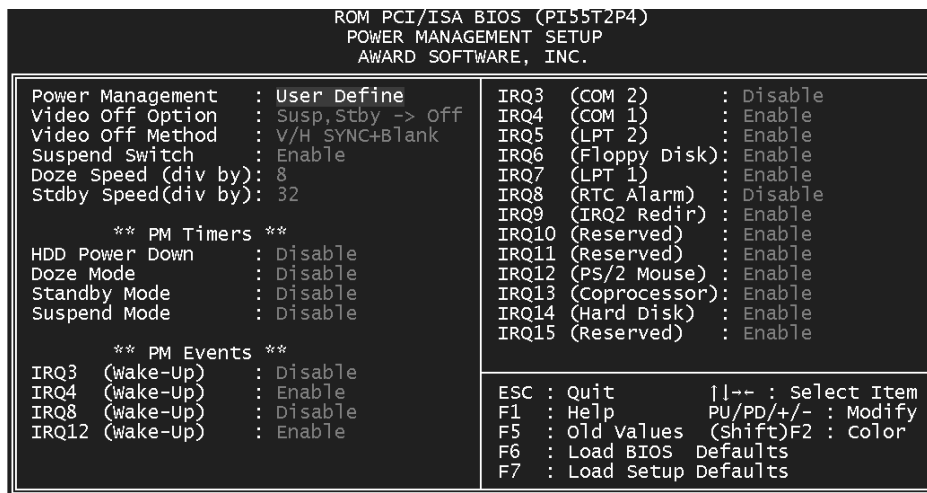 ROM PCI/ISA BIOS (PI55T2P4)
POWER MANAGEMENT SETUP
AWARD SOFTWARE, INC.
Power Management : User Define
Video Off Option : Susp,Stby -> Off
Video Off Method : V/H SYNC+Blank
Suspend Switch : Enable
Doze Speed (div by): 8
Stdby Speed(div by): 32
** PM Timers **
HDD Power Down : Disable
Doze Mode : Disable
Standby Mode : Disable
Suspend Mode : Disable
** PM Events **
IRQ3 (Wake-Up) : Disable
IRQ4 (Wake-Up) : Enable
IRQ8 (Wake-Up) : Disable
IRQ12 (Wake-Up) : Enable
IRQ3 (COM 2) : Disable
IRQ4 (COM 1) : Enable
IRQ5 (LPT 2) : Enable
IRQ6 (Floppy Disk): Enable
IRQ7 (LPT 1) : Enable
IRQ8 (RTC Alarm) : Disable
IRQ9 (IRQ2 Redir) : Enable
IRQ10 (Reserved) : Enable
IRQ11 (Reserved) : Enable
IRQ12 (PS/2 Mouse) : Enable
IRQ13 (Coprocessor): Enable
IRQ14 (Hard Disk) : Enable
IRQ15 (Reserved) : Enable
ESC : Quit ↑↓→← : Select Item
F1 : Help PU/PD/+/- : Modify
F5 : Old Values (Shift)F2 : Color
F6 : Load BIOS Defaults
F7 : Load Setup Defaults